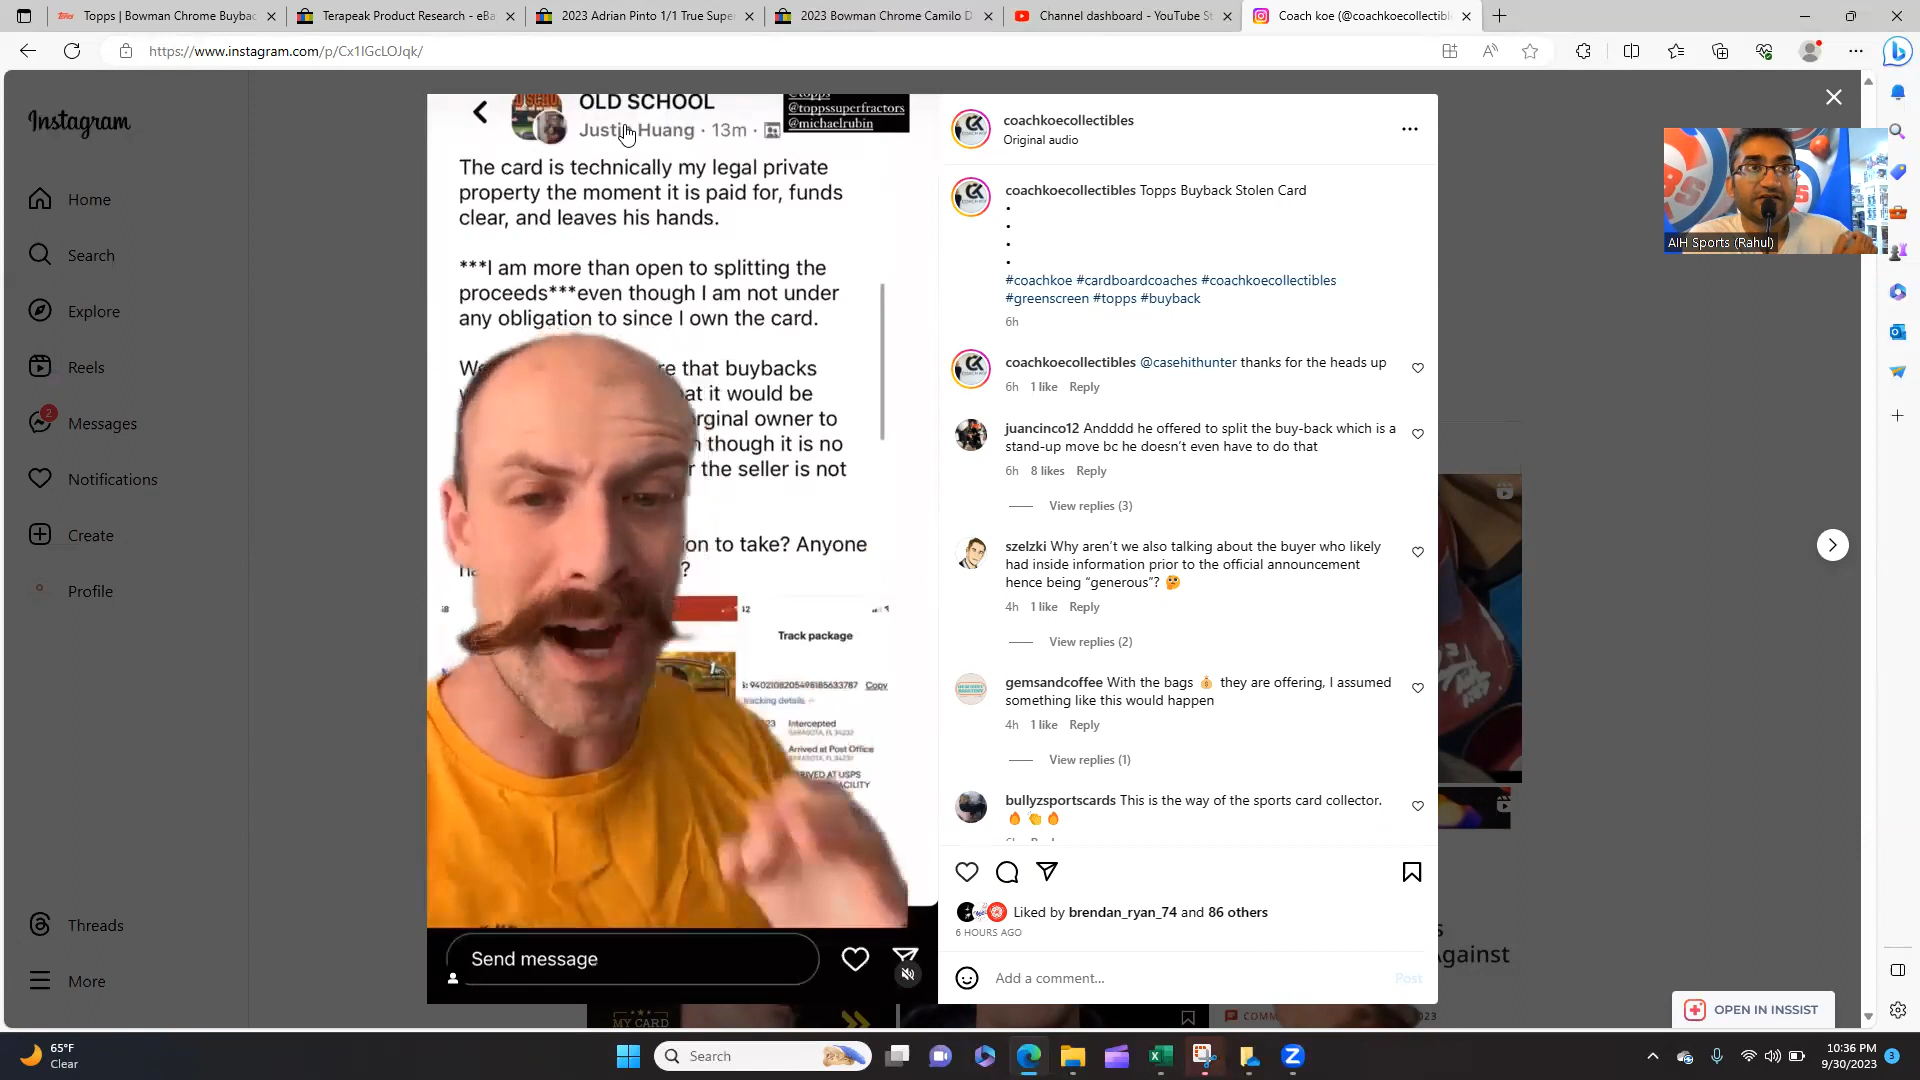 Topps | Bowman Chrome Buybac
Terapeak Product Research - eBa
2023 Adrian Pinto 1/1 True Supe
2023 Bowman Chrome Camilo D
Channel dashboard - YouTube St
Coach koe (@coachkoecollectibl
https://www.instagram.com/p/Cx1IGcLOJqk/
Instagram
Home
Search
Explore
Reels
2
Messages
Notifications
Create
Profile
Threads
More
OLD SCHOOL
Justin Huang · 13m ·
@toppssuperfractors
@michaelrubin
The card is technically my legal private
property the moment it is paid for, funds
clear, and leaves his hands.
***I am more than open to splitting the
proceeds***even though I am not under
any obligation to since I own the card.
re that buybacks
at it would be
orginal owner to
though it is no
the seller is not
on to take? Anyone
?
Track package
9402108205498185633787 Copy
tracking details
Intercepted
SARASOTA, FL 34233
Arrived at Post Office
SARASOTA, FL 34231
ARRIVED AT USPS
FACILITY
Send message
coachkoecollectibles
Original audio
coachkoecollectibles Topps Buyback Stolen Card
•
•
•
•
#coachkoe #cardboardcoaches #coachkoecollectibles
#greenscreen #topps #buyback
6h
coachkoecollectibles @casehithunter thanks for the heads up
6h 1 like Reply
juancinco12 Andddd he offered to split the buy-back which is a
stand-up move bc he doesn't even have to do that
6h 8 likes Reply
View replies (3)
szelzki Why aren't we also talking about the buyer who likely
had inside information prior to the official announcement
hence being “generous”? 🤔
4h 1 like Reply
View replies (2)
gemsandcoffee With the bags 💰 they are offering, I assumed
something like this would happen
4h 1 like Reply
View replies (1)
bullyzsportscards This is the way of the sports card collector.
🔥 👏 🔥
Liked by brendan_ryan_74 and 86 others
6 HOURS AGO
Add a comment...
Post
AIH Sports (Rahul)
Against
MY CARD
COMM
023
OPEN IN INSSIST
65°F
Clear
Search
10:36 PM
9/30/2023
3